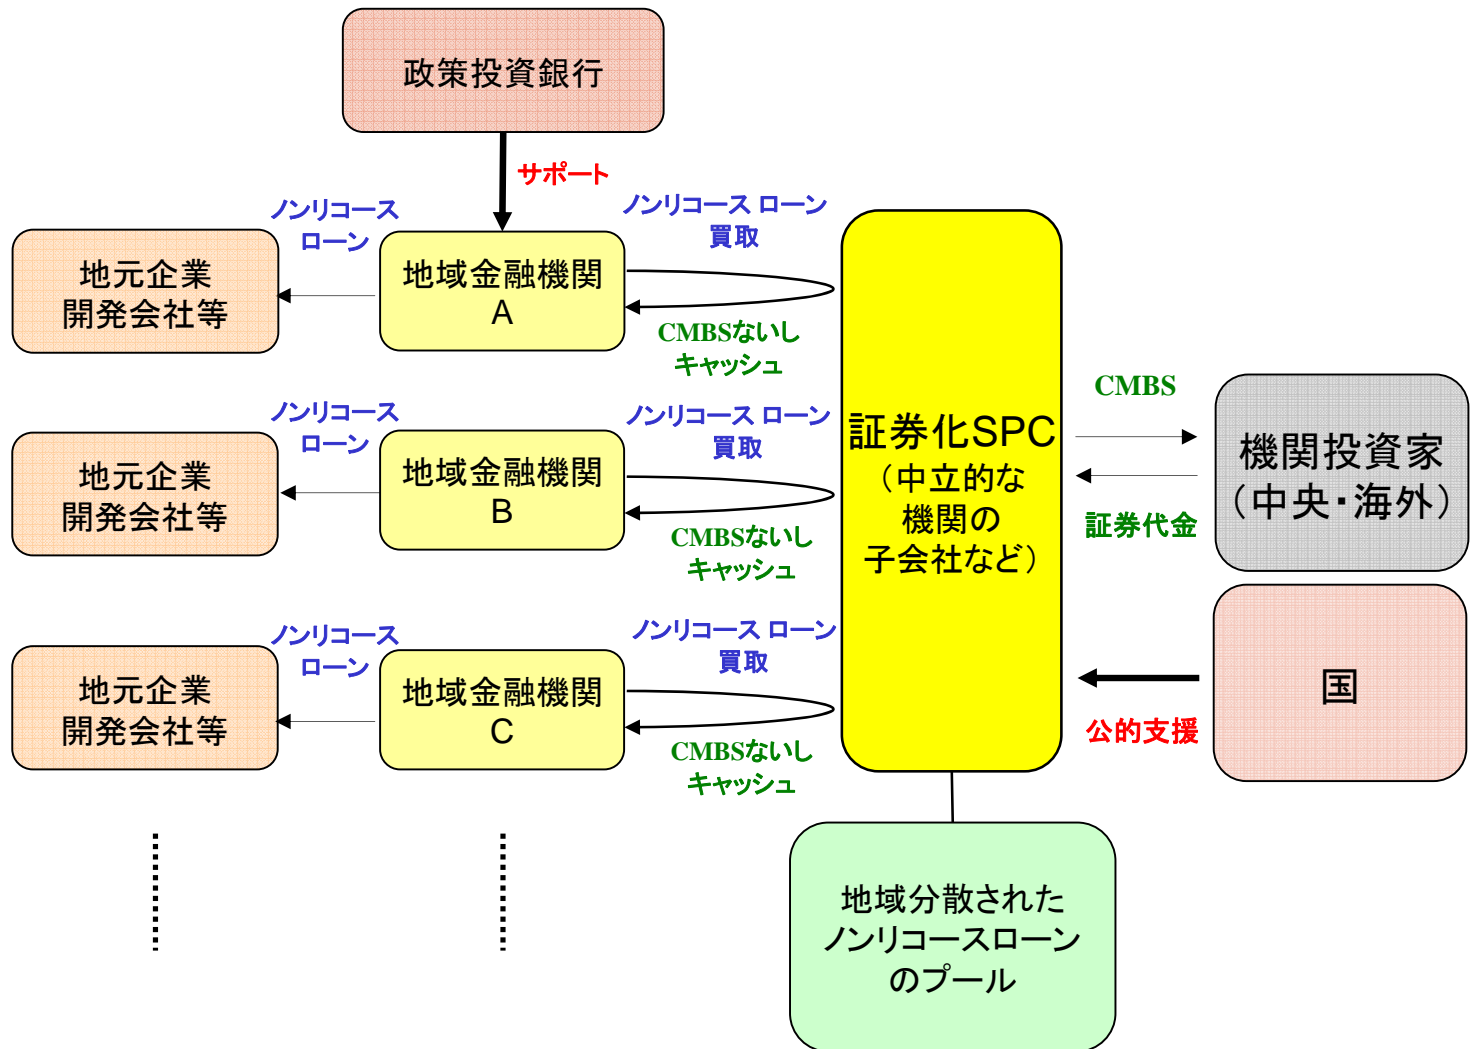 政策投資銀行
サポート
ノンリコース
ローン
ノンリコース ローン
買取
地元企業
開発会社等
地域金融機関
A
CMBSないし
キャッシュ
ノンリコース
ローン
ノンリコース ローン
買取
地元企業
開発会社等
地域金融機関
B
CMBSないし
キャッシュ
ノンリコース
ローン
ノンリコース ローン
買取
地元企業
開発会社等
地域金融機関
C
CMBSないし
キャッシュ
証券化SPC
（中立的な
機関の
子会社など）
CMBS
証券代金
機関投資家
（中央・海外）
公的支援
国
地域分散された
ノンリコースローン
のプール